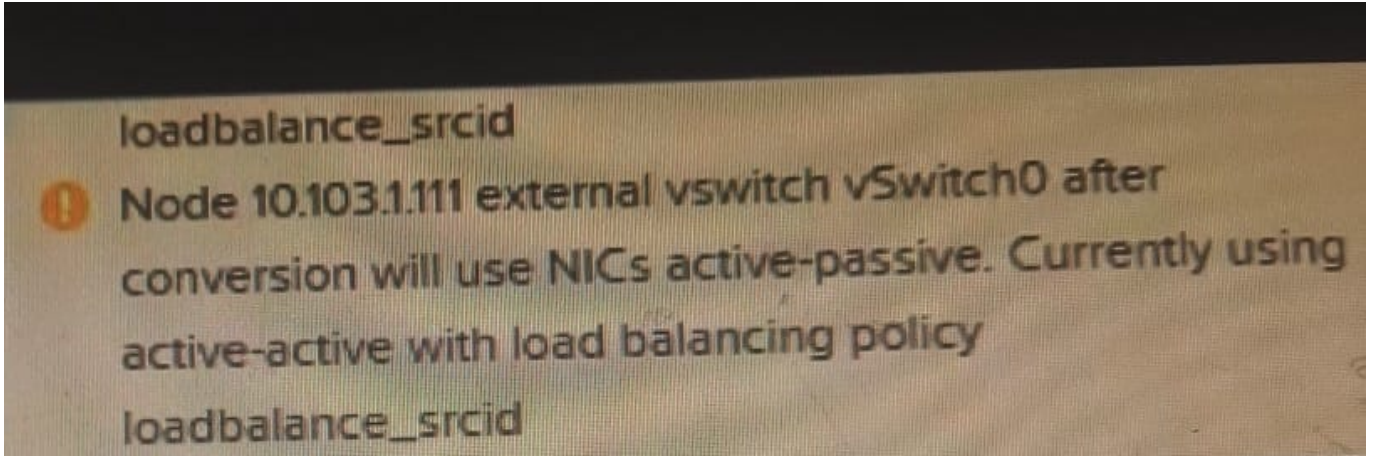 loadbalance_srcid
Node 10.103.1.111 external vswitch vSwitch0 after
conversion will use NICs active-passive. Currently using
active-active with load balancing policy
loadbalance_srcid